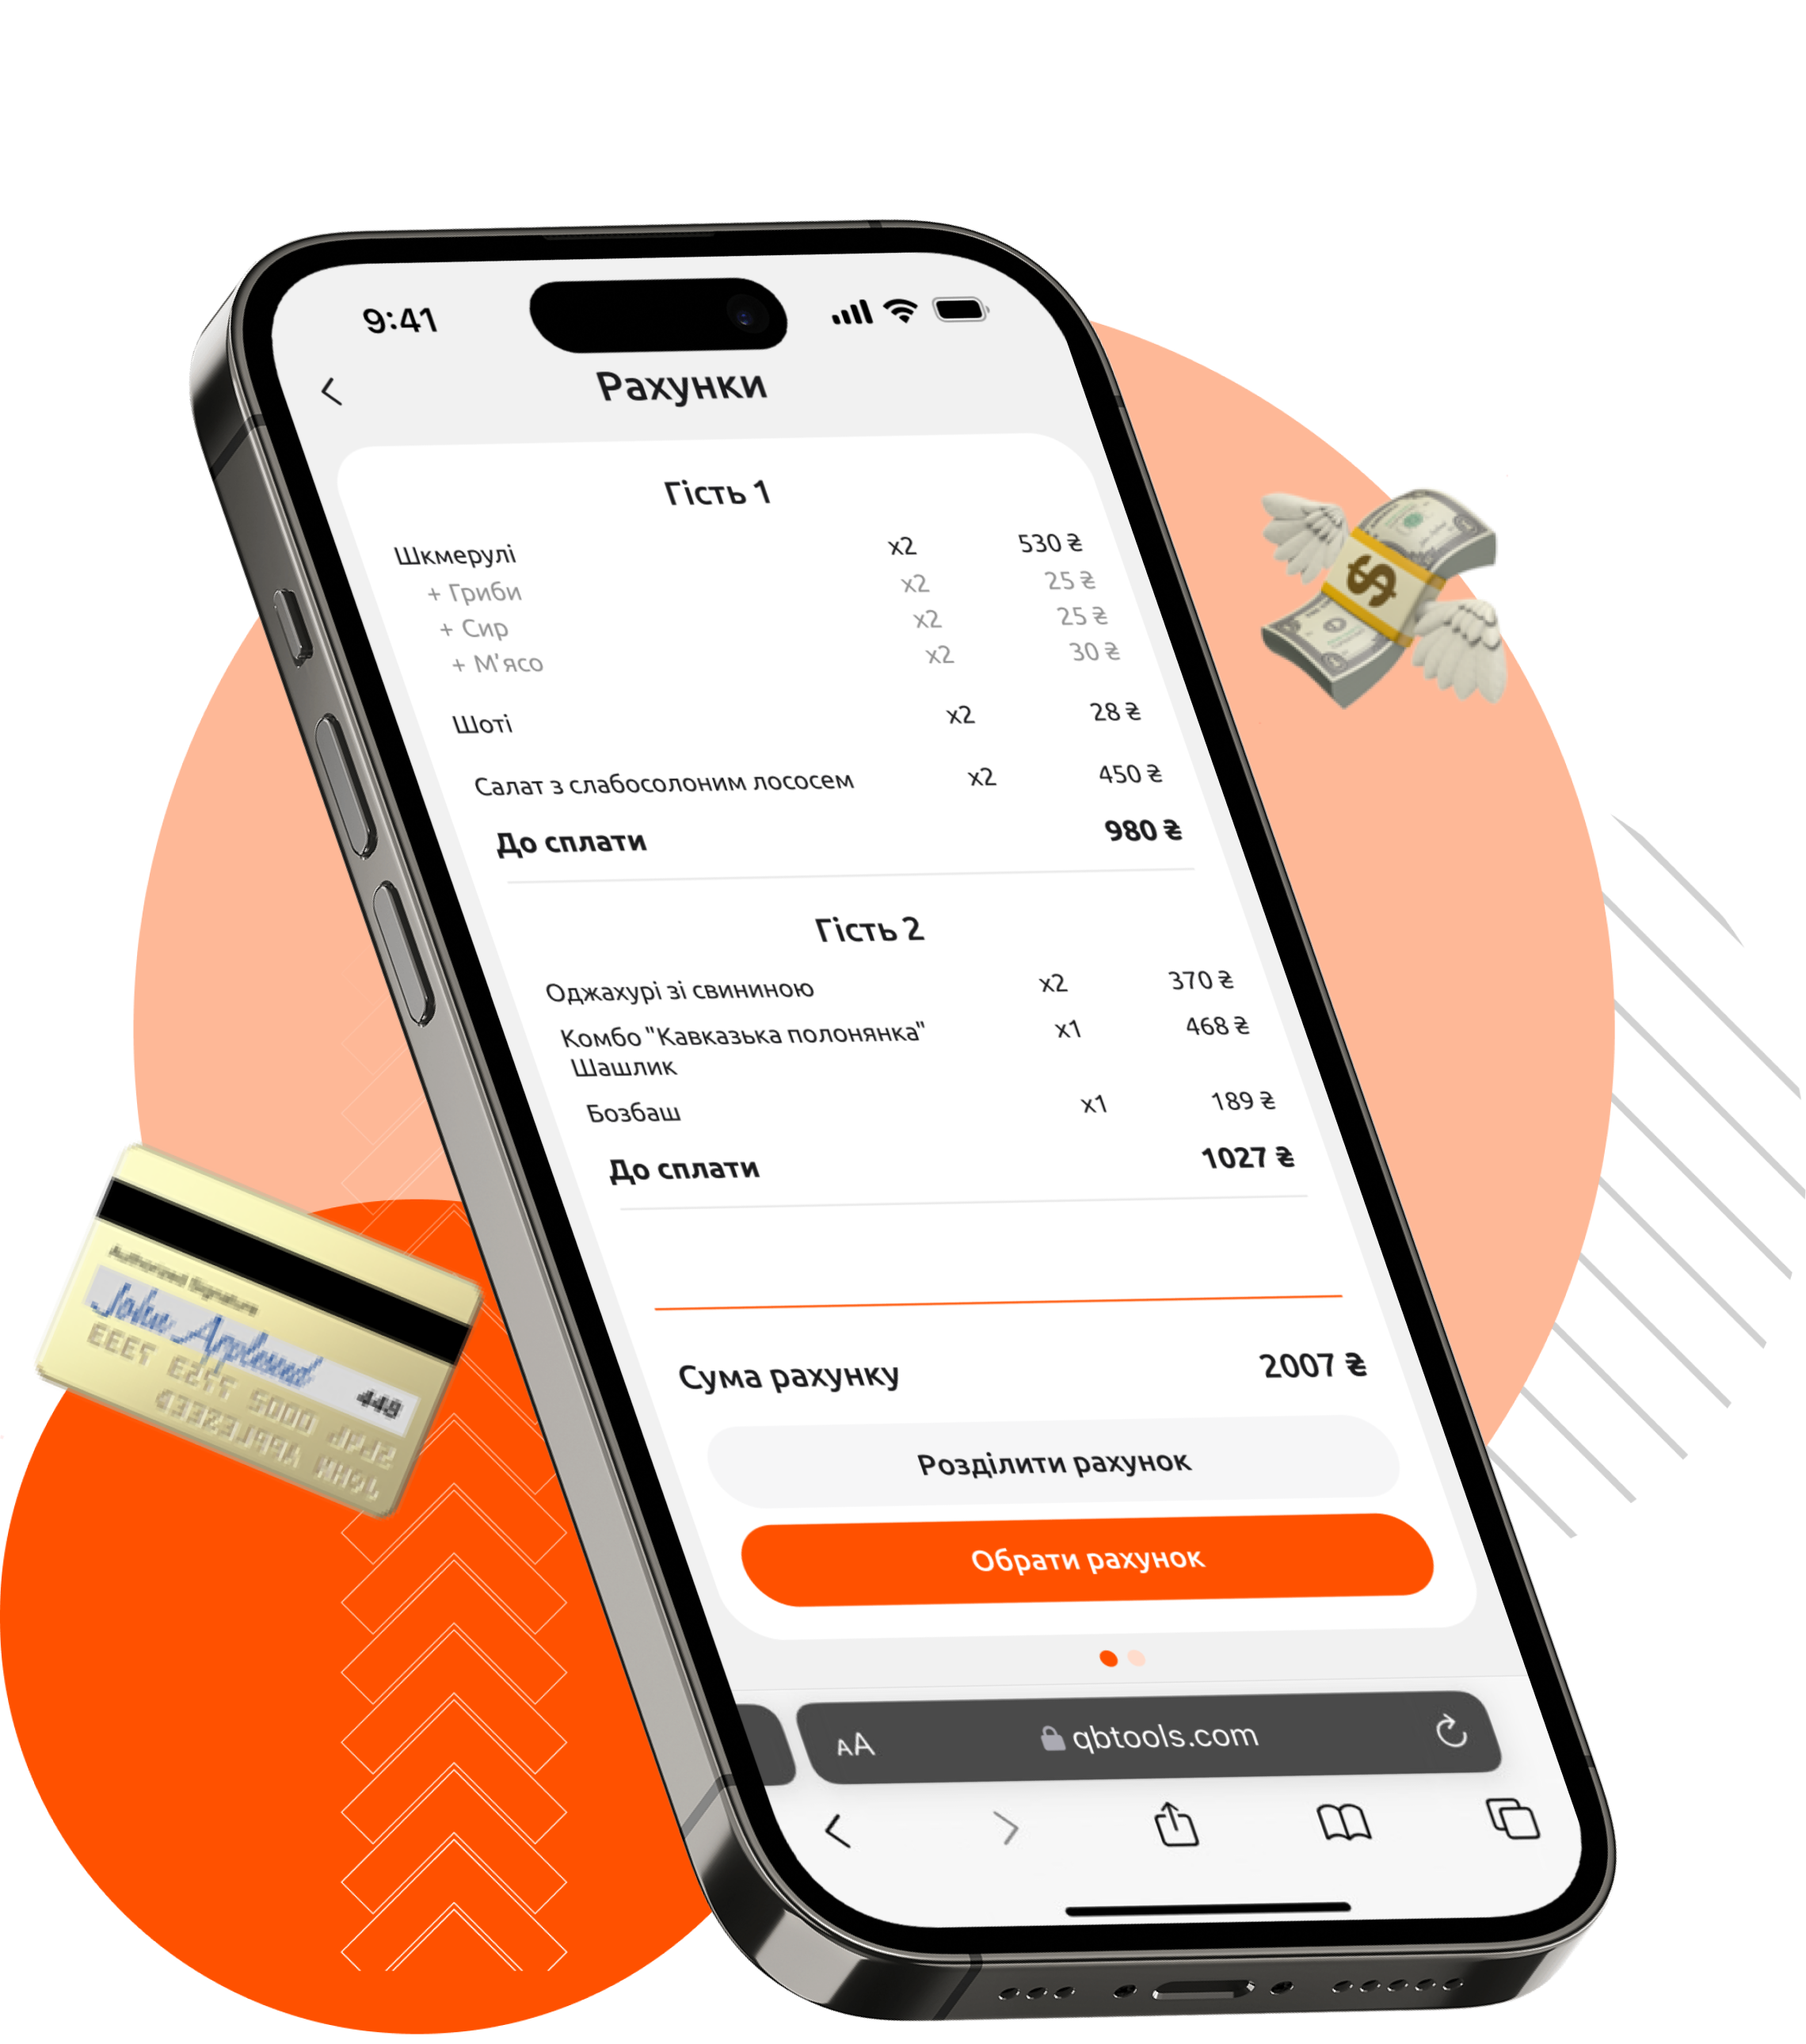 9:41
Рахунки
Гість 1
Шкмерулі x2 530 ₴
+ Гриби x2 25 ₴
+ Сир x2 25 ₴
+ М'ясо x2 30 ₴
Шоті x2 28 ₴
Салат з слабосолоним лососем x2 450 ₴
До сплати 980 ₴
Гість 2
Оджахурі зі свининою x2 370 ₴
Комбо "Кавказька полонянка" x1 468 ₴
Шашлик
Бозбаш x1 189 ₴
До сплати 1027 ₴
Сума рахунку 2007 ₴
Розділити рахунок
Обрати рахунок
AA qbtools.com
Authorized Signature
John Appleseed
449
$